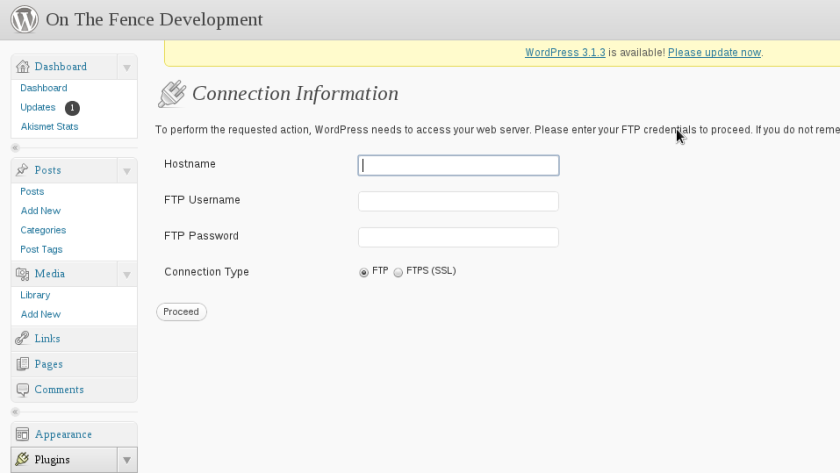 On The Fence Development
WordPress 3.1.3 is available! Please update now.
Dashboard
Dashboard
Updates 1
Akismet Stats
Posts
Posts
Add New
Categories
Post Tags
Media
Library
Add New
Links
Pages
Comments
Appearance
Plugins
Connection Information
To perform the requested action, WordPress needs to access your web server. Please enter your FTP credentials to proceed. If you do not reme
Hostname
FTP Username
FTP Password
Connection Type FTP FTPS (SSL)
Proceed